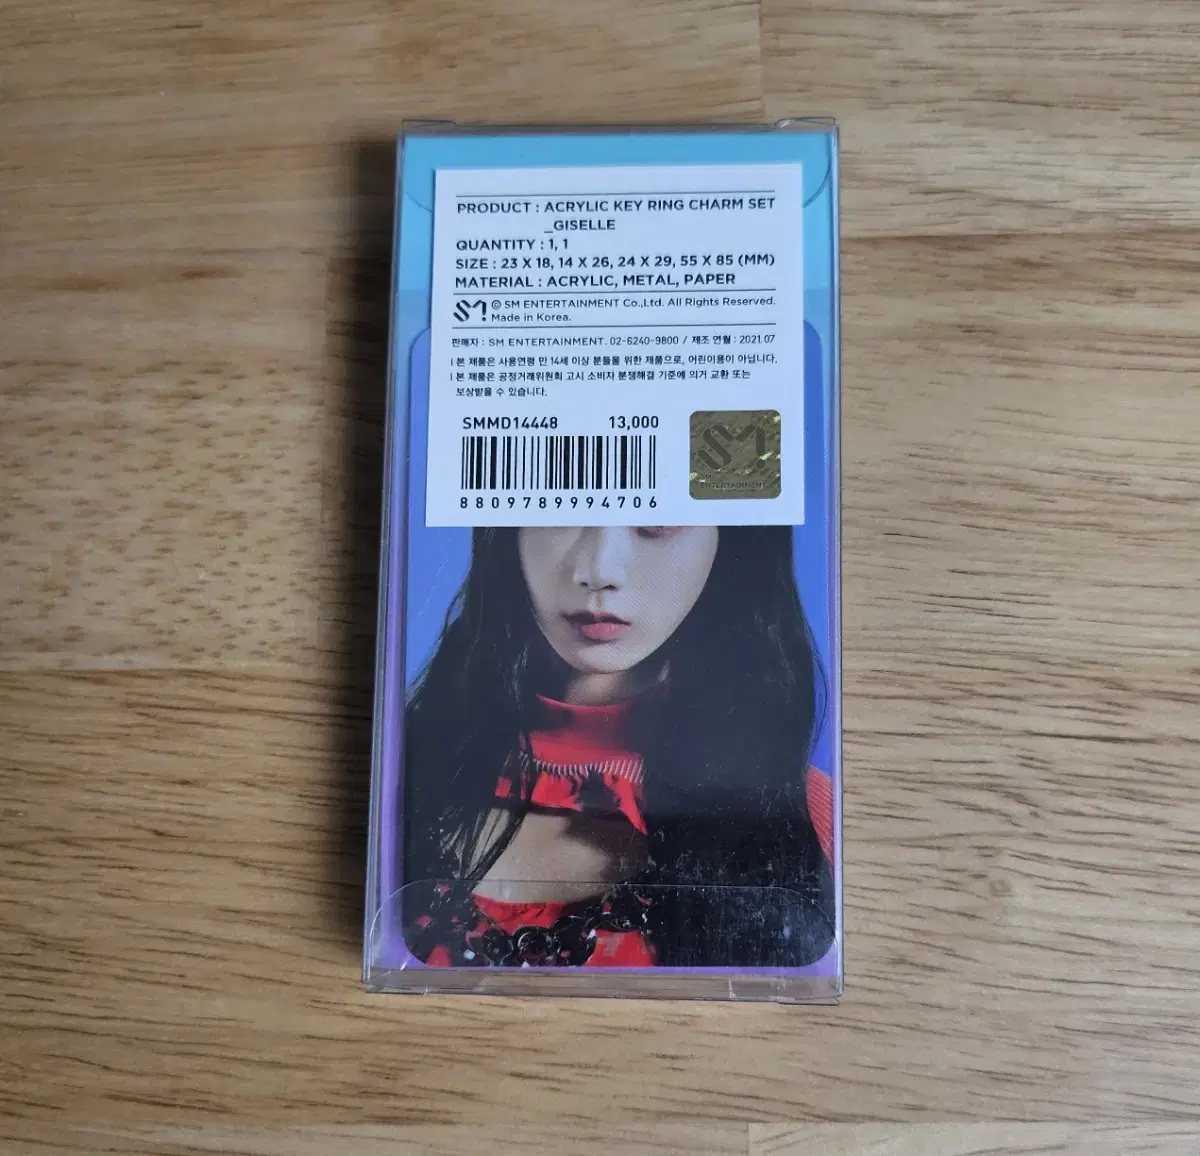 PRODUCT : ACRYLIC KEY RING CHARM SET
_GISELLE
QUANTITY : 1, 1
SIZE : 23 X 18, 14 X 26, 24 X 29, 55 X 85 (MM)
MATERIAL : ACRYLIC, METAL, PAPER
SM
© SM ENTERTAINMENT Co.,Ltd. All Rights Reserved.
Made in Korea.
판매자 : SM ENTERTAINMENT. 02-6240-9800 / 제조 연월 : 2021.07
| 본 제품은 사용연령 만 14세 이상 분들을 위한 제품으로, 어린이용이 아닙니다.
| 본 제품은 공정거래위원회 고시 소비자 분쟁해결 기준에 의거 교환 또는
보상받을 수 있습니다.
SMMD14448 13,000
8809789994706
SM
ENTERTAINMENT